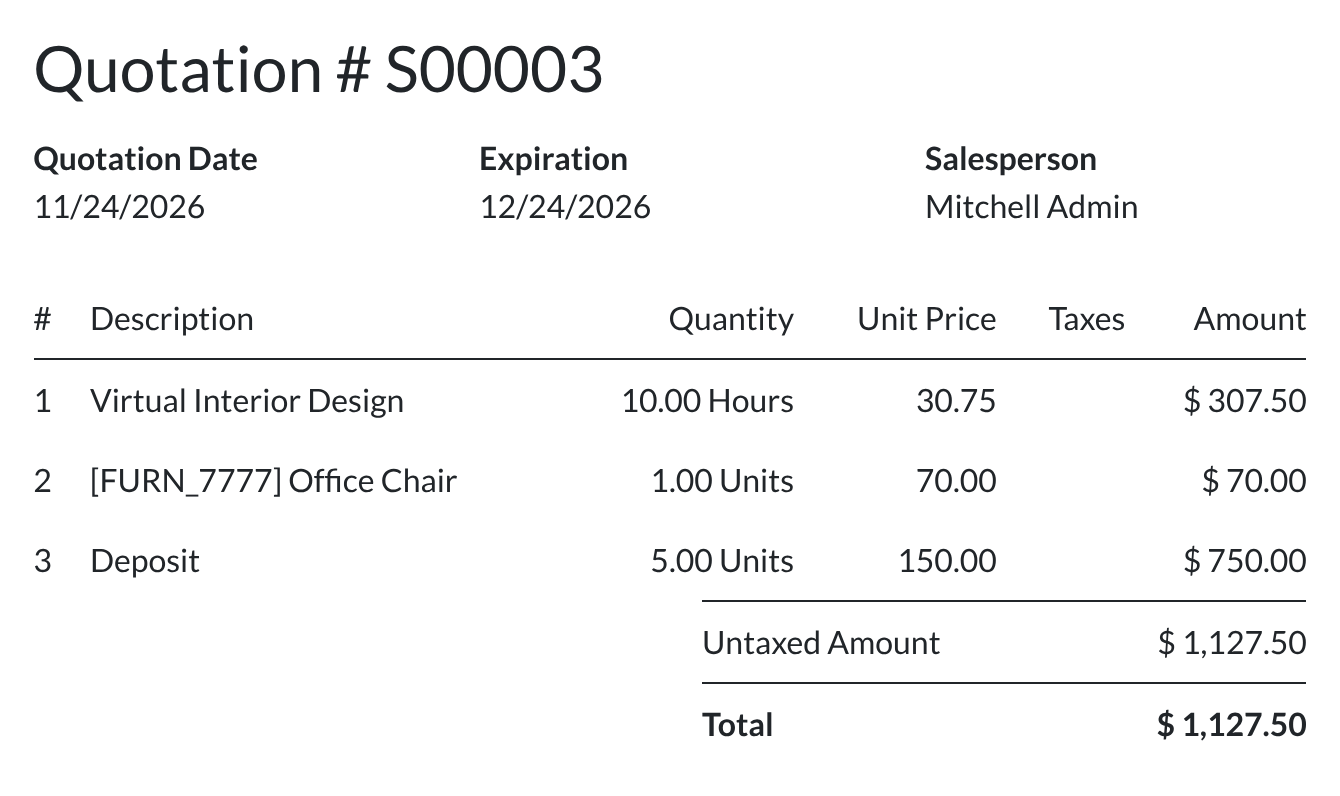 Quotation # S00003
Quotation Date Expiration Salesperson
11/24/2026 12/24/2026 Mitchell Admin
# Description Quantity Unit Price Taxes Amount
1 Virtual Interior Design 10.00 Hours 30.75 $ 307.50
2 [FURN_7777] Office Chair 1.00 Units 70.00 $ 70.00
3 Deposit 5.00 Units 150.00 $ 750.00
Untaxed Amount $ 1,127.50
Total $ 1,127.50